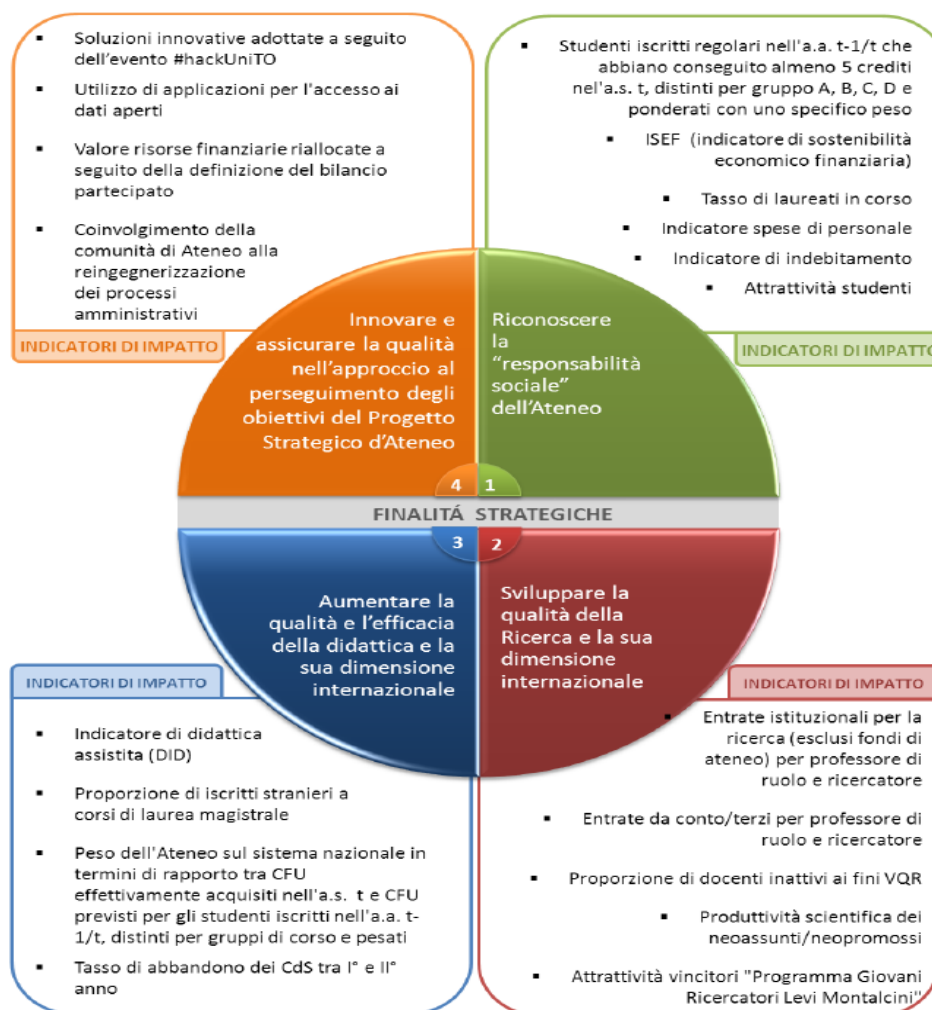 Soluzioni innovative adottate a seguito
dell'evento #hackUniTO
Utilizzo di applicazioni per l'accesso ai
dati aperti
Valore risorse finanziarie riallocate a
seguito della definizione del bilancio
partecipato
Coinvolgimento della
comunità di Ateneo alla
reingegnerizzazione
dei processi
amministrativi
INDICATORI DI IMPATTO
Studenti iscritti regolari nell'a.a. t-1/t che
abbiano conseguito almeno 5 crediti
nel'a.s. t, distinti per gruppo A, B, C, D e
ponderati con uno specifico peso
ISEF (indicatore di sostenibilità
economico finanziaria)
Tasso di laureati in corso
Indicatore spese di personale
Indicatore di indebitamento
Attrattività studenti
INDICATORI DI IMPATTO
Innovare e
assicurare la qualità
nell'approccio al
perseguimento degli
obiettivi del Progetto
Strategico d'Ateneo
4
Riconoscere
la
"responsabilità
sociale"
dell'Ateneo
1
FINALITÁ STRATEGICHE
3
Aumentare la
qualità e l'efficacia
della didattica e la
sua dimensione
internazionale
2
Sviluppare la
qualità della
Ricerca e la sua
dimensione
internazionale
INDICATORI DI IMPATTO
Indicatore di didattica
assistita (DID)
Proporzione di iscritti stranieri a
corsi di laurea magistrale
Peso dell'Ateneo sul sistema nazionale in
termini di rapporto tra CFU
effettivamente acquisiti nell'a.s. t e CFU
previsti per gli studenti iscritti nell'a.a. t-
1/t, distinti per gruppi di corso e pesati
Tasso di abbandono dei CdS tra I° e II°
anno
INDICATORI DI IMPATTO
Entrate istituzionali per la
ricerca (esclusi fondi di
ateneo) per professore di
ruolo e ricercatore
Entrate da conto/terzi per professore di
ruolo e ricercatore
Proporzione di docenti inattivi ai fini VQR
Produttività scientifica dei
neoassunti/neopromossi
Attrattività vincitori "Programma Giovani
Ricercatori Levi Montalcini"